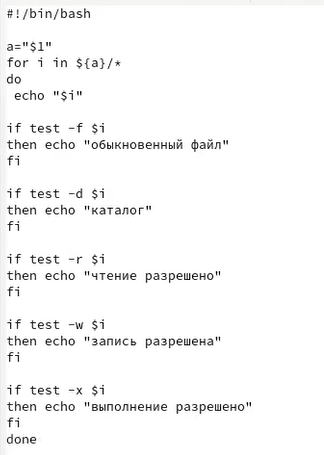 #!/bin/bash
a="$1"
for i in ${a}/*
do
echo "$i"
if test -f $i
then echo "обыкновенный файл"
fi
if test -d $i
then echo "каталог"
fi
if test -r $i
then echo "чтение разрешено"
fi
if test -w $i
then echo "запись разрешена"
fi
if test -x $i
then echo "выполнение разрешено"
fi
done